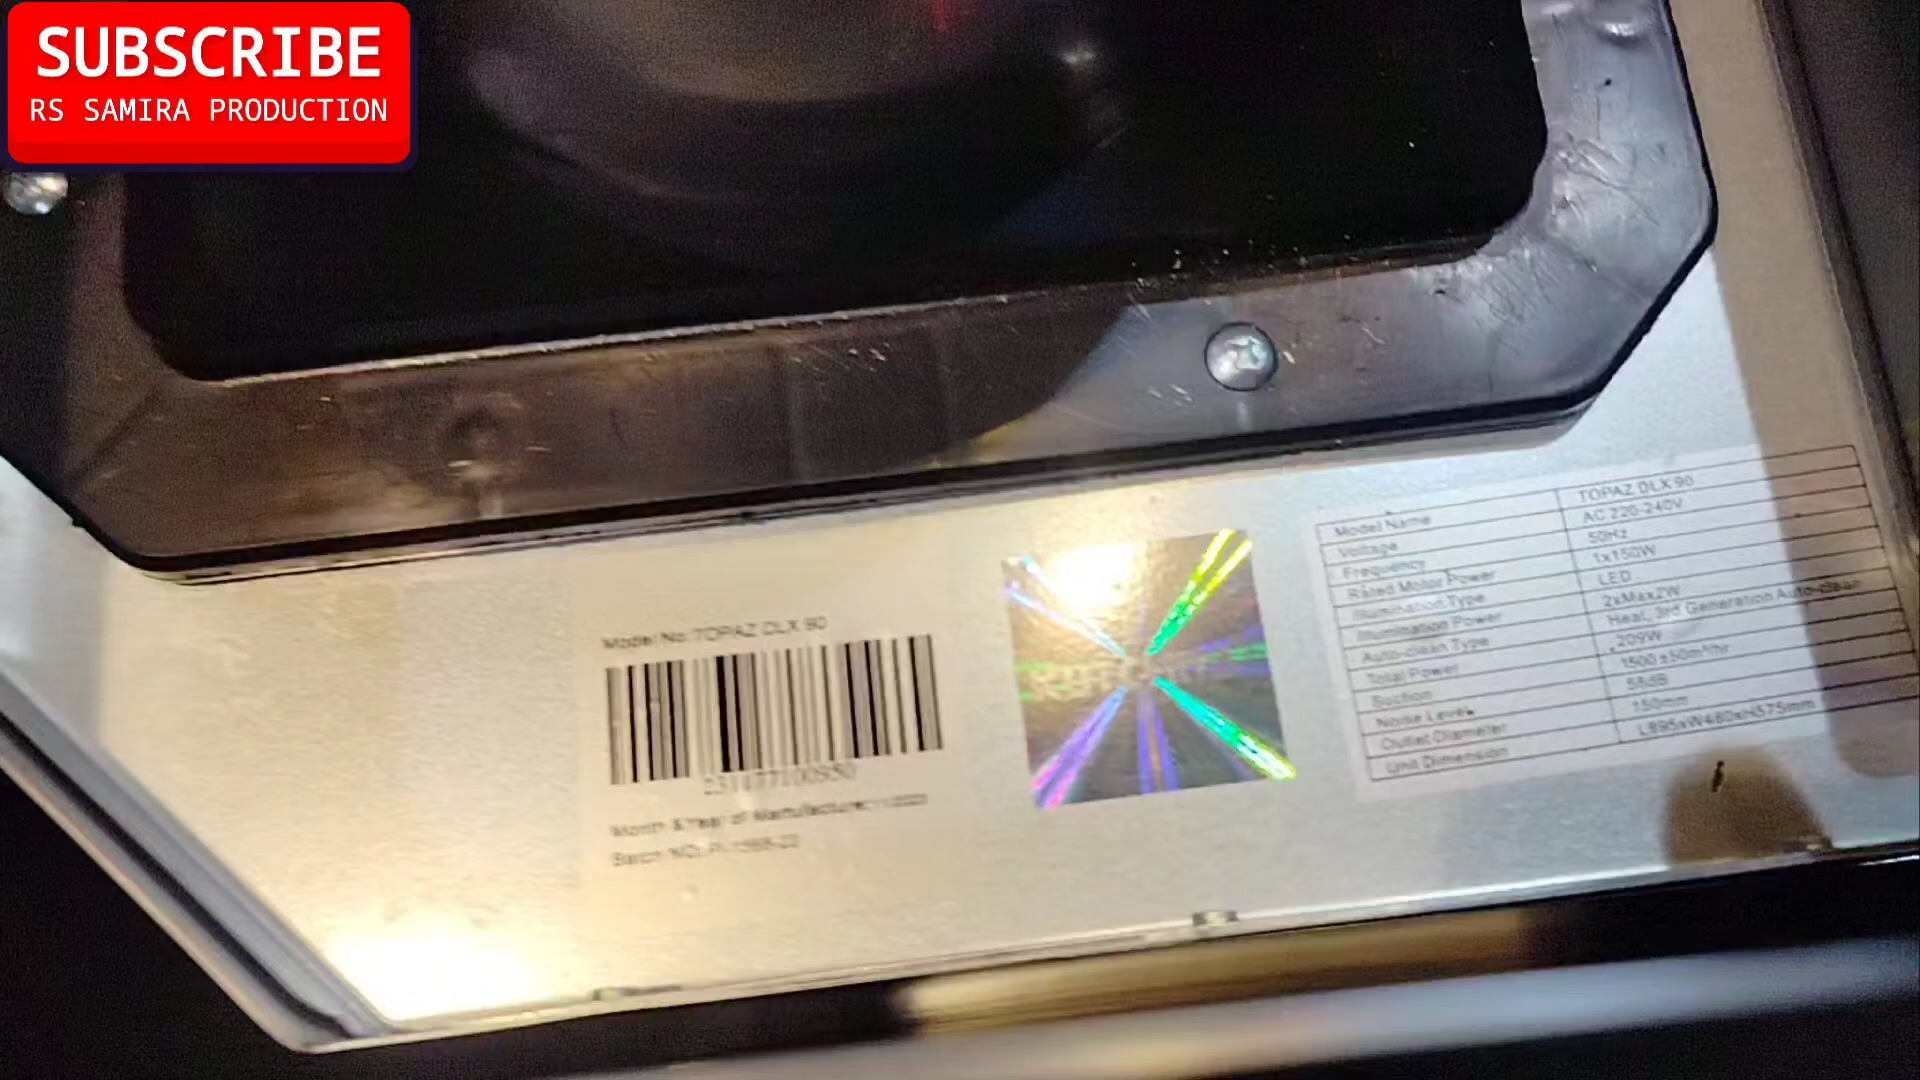 SUBSCRIBE
RS SAMIRA PRODUCTION
Model No: TOPAZ DLX 90
231177100950
Month & Year of Manufacture: 11/2023
Batch NO:
Model Name TOPAZ DLX 90
Voltage AC 220-240V
Frequency 50Hz
Rated Motor Power 1x150W
Illumination Type LED
Illumination Power 2xMax2W
Auto-clean Type Heat, 3rd Generation Auto-clean
Total Power 209W
Suction 1500 ±50m³/hr
Noise Level 58dB
Outlet Diameter 150mm
Unit Dimension L895xW480xH575mm